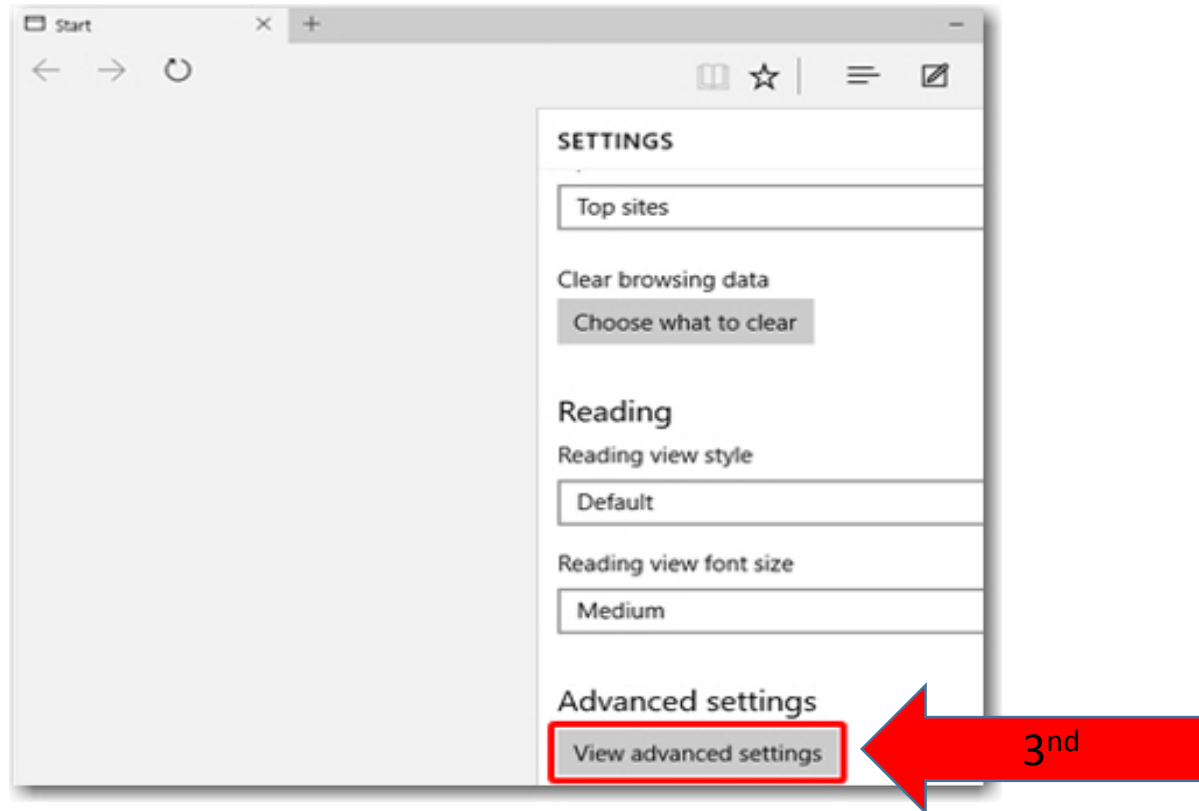 Start
SETTINGS
Top sites
Clear browsing data
Choose what to clear
Reading
Reading view style
Default
Reading view font size
Medium
Advanced settings
View advanced settings
3nd